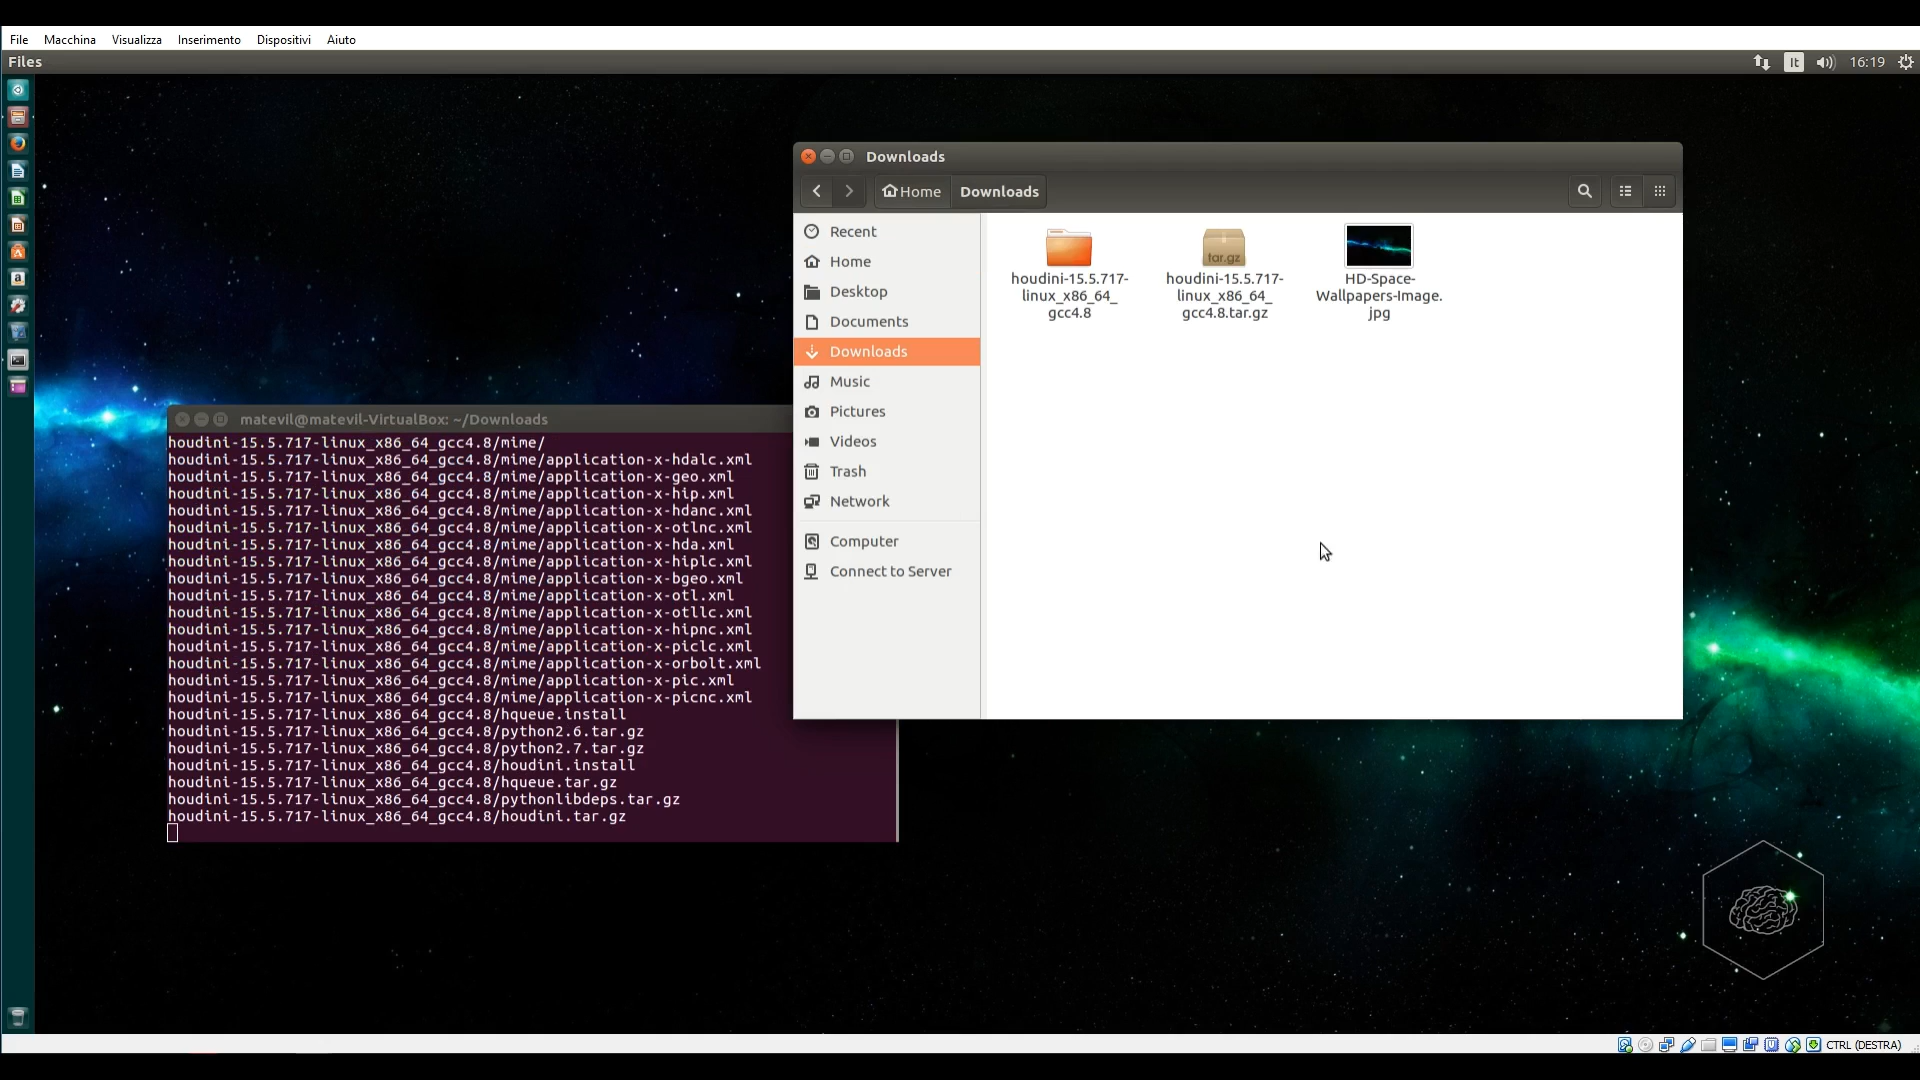 File Macchina Visualizza Inserimento Dispositivi Aiuto
Files
It
16:19
Downloads
Home
Downloads
Recent
Home
Desktop
Documents
Downloads
Music
Pictures
Videos
Trash
Network
Computer
Connect to Server
houdini-15.5.717-
linux_x86_64_
gcc4.8
tar.gz
houdini-15.5.717-
linux_x86_64_
gcc4.8.tar.gz
HD-Space-
Wallpapers-Image.
jpg
matevil@matevil-VirtualBox: ~/Downloads
houdini-15.5.717-linux_x86_64_gcc4.8/mime/
houdini-15.5.717-linux_x86_64_gcc4.8/mime/application-x-hdalc.xml
houdini-15.5.717-linux_x86_64_gcc4.8/mime/application-x-geo.xml
houdini-15.5.717-linux_x86_64_gcc4.8/mime/application-x-hip.xml
houdini-15.5.717-linux_x86_64_gcc4.8/mime/application-x-hdanc.xml
houdini-15.5.717-linux_x86_64_gcc4.8/mime/application-x-otlnc.xml
houdini-15.5.717-linux_x86_64_gcc4.8/mime/application-x-hda.xml
houdini-15.5.717-linux_x86_64_gcc4.8/mime/application-x-hiplc.xml
houdini-15.5.717-linux_x86_64_gcc4.8/mime/application-x-bgeo.xml
houdini-15.5.717-linux_x86_64_gcc4.8/mime/application-x-otl.xml
houdini-15.5.717-linux_x86_64_gcc4.8/mime/application-x-otllc.xml
houdini-15.5.717-linux_x86_64_gcc4.8/mime/application-x-hipnc.xml
houdini-15.5.717-linux_x86_64_gcc4.8/mime/application-x-piclc.xml
houdini-15.5.717-linux_x86_64_gcc4.8/mime/application-x-orbolt.xml
houdini-15.5.717-linux_x86_64_gcc4.8/mime/application-x-pic.xml
houdini-15.5.717-linux_x86_64_gcc4.8/mime/application-x-picnc.xml
houdini-15.5.717-linux_x86_64_gcc4.8/hqueue.install
houdini-15.5.717-linux_x86_64_gcc4.8/python2.6.tar.gz
houdini-15.5.717-linux_x86_64_gcc4.8/python2.7.tar.gz
houdini-15.5.717-linux_x86_64_gcc4.8/houdini.install
houdini-15.5.717-linux_x86_64_gcc4.8/hqueue.tar.gz
houdini-15.5.717-linux_x86_64_gcc4.8/pythonlibdeps.tar.gz
houdini-15.5.717-linux_x86_64_gcc4.8/houdini.tar.gz
CTRL (DESTRA)